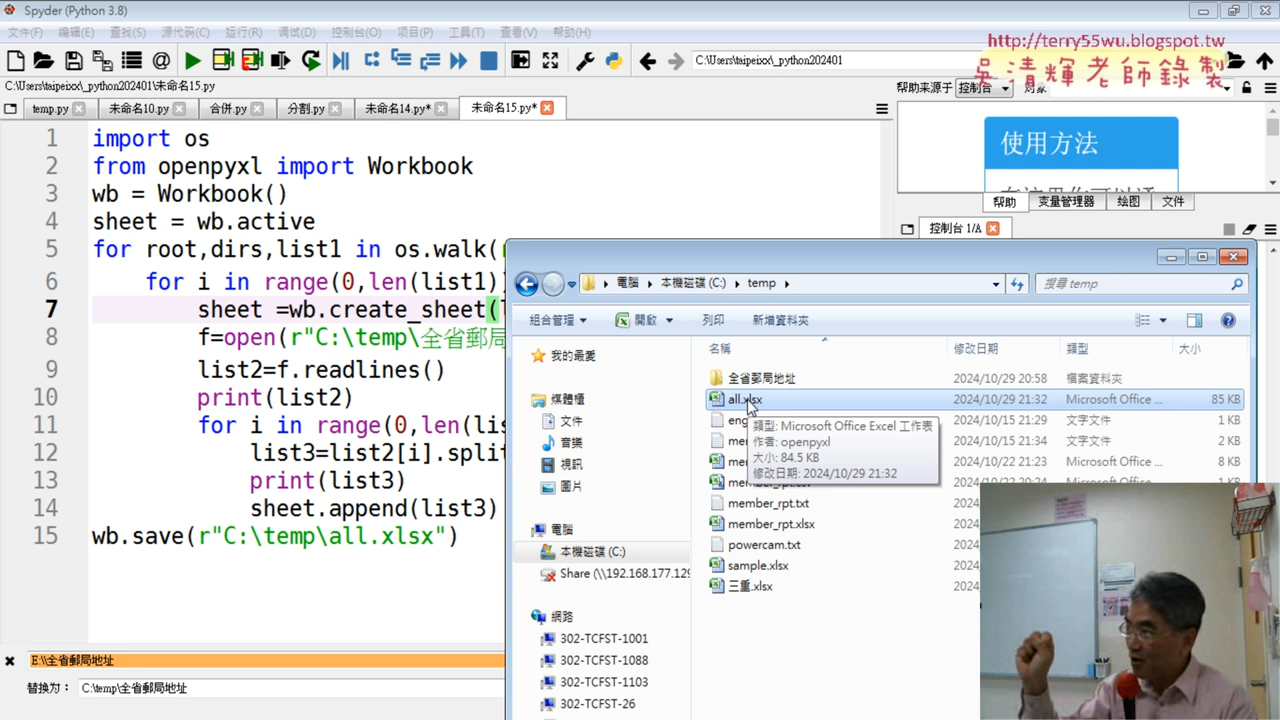 Spyder (Python 3.8)
文件(F) 编辑(E) 查找(S) 源代码(C) 运行(R) 调试(D) 控制台(O) 项目(P) 工具(T) 查看(V) 帮助(H)
http://terry55wu.blogspot.tw
吳清輝老師錄製
C:\Users\taipeixx\_python202401
C:\Users\taipeixx\_python202401\未命名15.py
帮助来源于 控制台 对象
temp.py 未命名10.py 合併.py 分割.py 未命名14.py* 未命名15.py*
使用方法
1 import os
2 from openpyxl import Workbook
3 wb = Workbook()
4 sheet = wb.active
5 for root,dirs,list1 in os.walk(
6 for i in range(0,len(list1))
7 sheet =wb.create_sheet(
8 f=open(r"C:\temp\全省郵局
9 list2=f.readlines()
10 print(list2)
11 for i in range(0,len(lis
12 list3=list2[i].split
13 print(list3)
14 sheet.append(list3)
15 wb.save(r"C:\temp\all.xlsx")
帮助 变量管理器 绘图 文件
控制台 1/A
電腦 本機磁碟 (C:) temp
搜尋 temp
組合管理 開啟 列印 新增資料夾
名稱 修改日期 類型 大小
我的最愛
媒體櫃
文件
音樂
視訊
圖片
電腦
本機磁碟 (C:)
Share (\\192.168.177.129
網路
302-TCFST-1001
302-TCFST-1088
302-TCFST-1103
302-TCFST-26
全省郵局地址 2024/10/29 20:58 檔案資料夾
all.xlsx 2024/10/29 21:32 Microsoft Office ... 85 KB
2024/10/15 21:29 文字文件 1 KB
2024/10/15 21:34 文字文件 2 KB
2024/10/22 21:23 Microsoft Office ... 8 KB
類型: Microsoft Office Excel 工作表
作者: openpyxl
大小: 84.5 KB
修改日期: 2024/10/29 21:32
member_rpt.txt
member_rpt.xlsx
powercam.txt
sample.xlsx
三重.xlsx
E:\\全省郵局地址
替换为： C:\temp\全省郵局地址